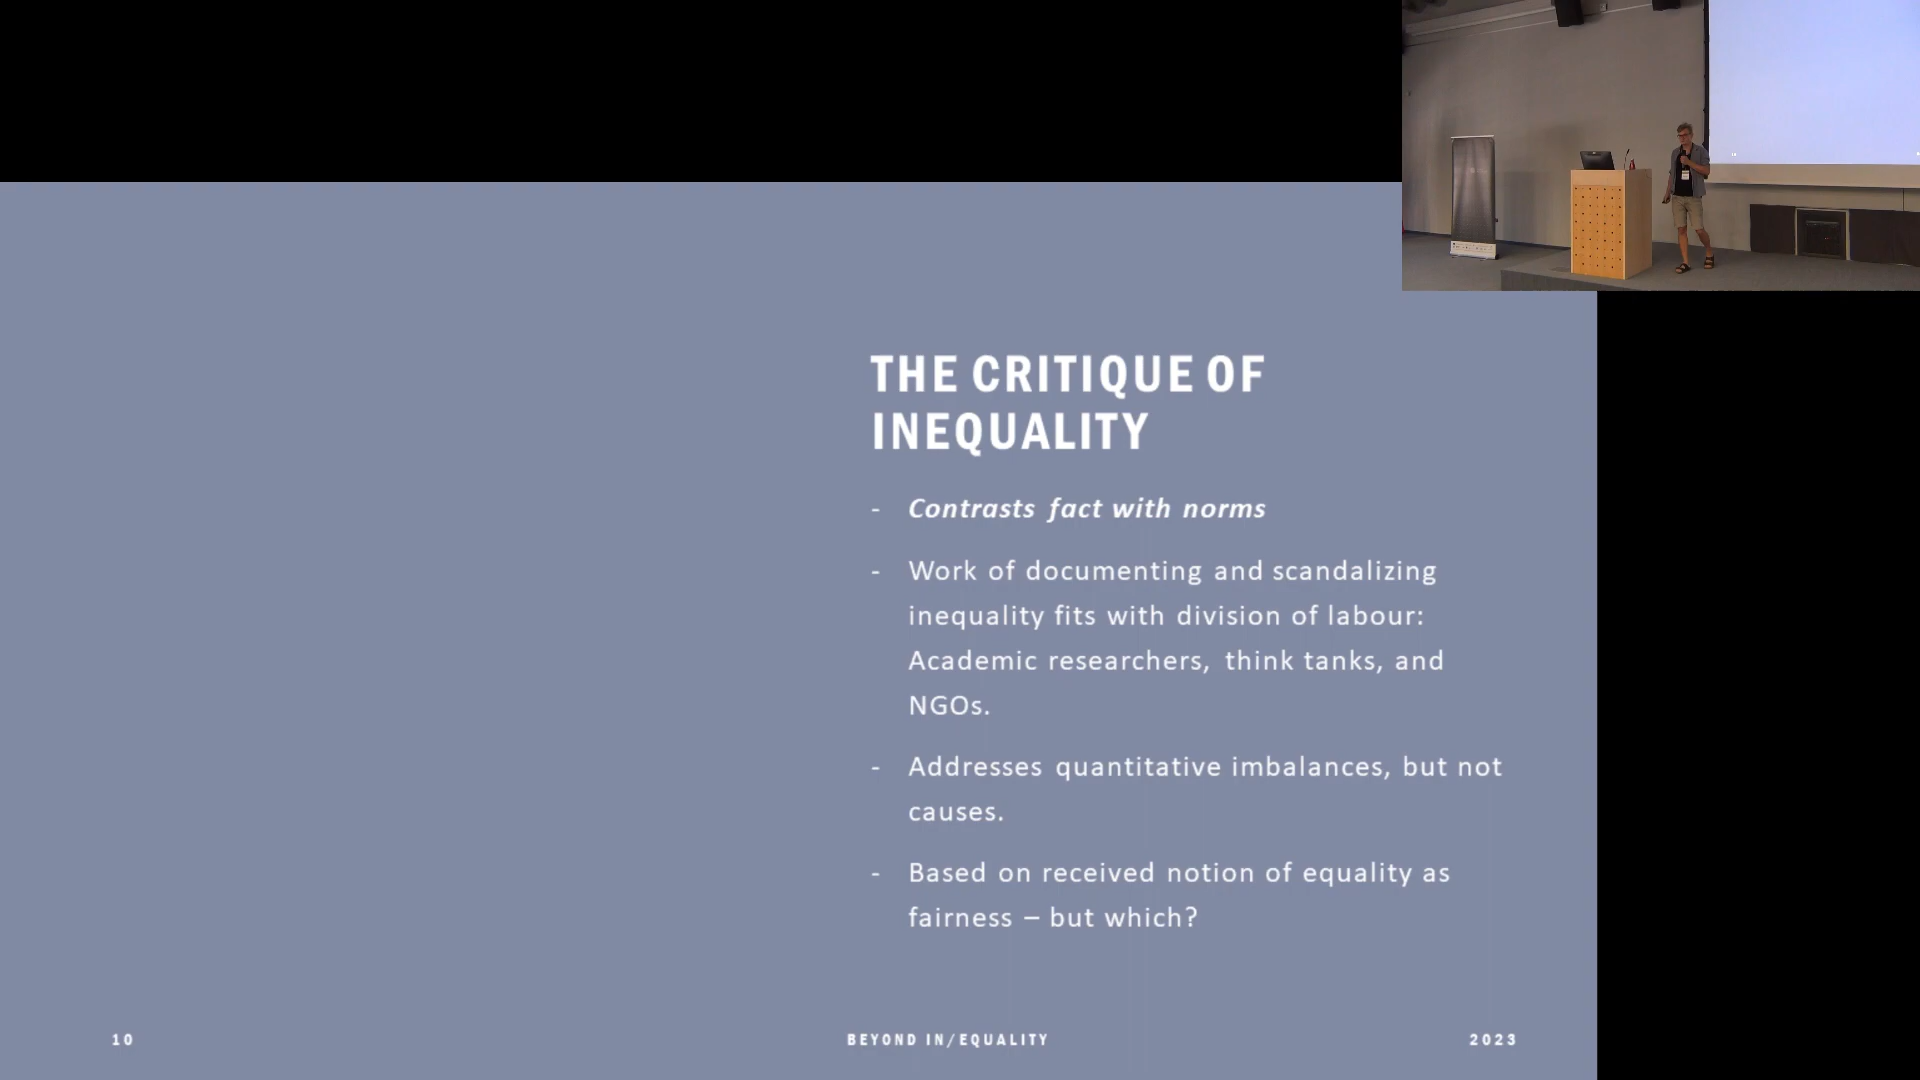 THE CRITIQUE OF
INEQUALITY
- Contrasts fact with norms
- Work of documenting and scandalizing
inequality fits with division of labour:
Academic researchers, think tanks, and
NGOs.
- Addresses quantitative imbalances, but not
causes.
- Based on received notion of equality as
fairness – but which?
10
BEYOND IN/EQUALITY
2023